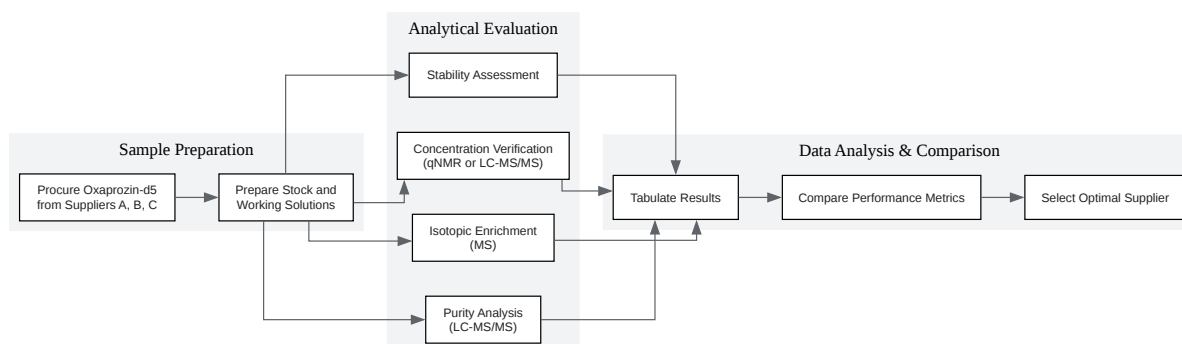 Sample Preparation
Procure Oxaprozin-d5
from Suppliers A, B, C
Prepare Stock and
Working Solutions
Analytical Evaluation
Stability Assessment
Concentration Verification
(qNMR or LC-MS/MS)
Isotopic Enrichment
(MS)
Purity Analysis
(LC-MS/MS)
Data Analysis & Comparison
Tabulate Results
Compare Performance Metrics
Select Optimal Supplier